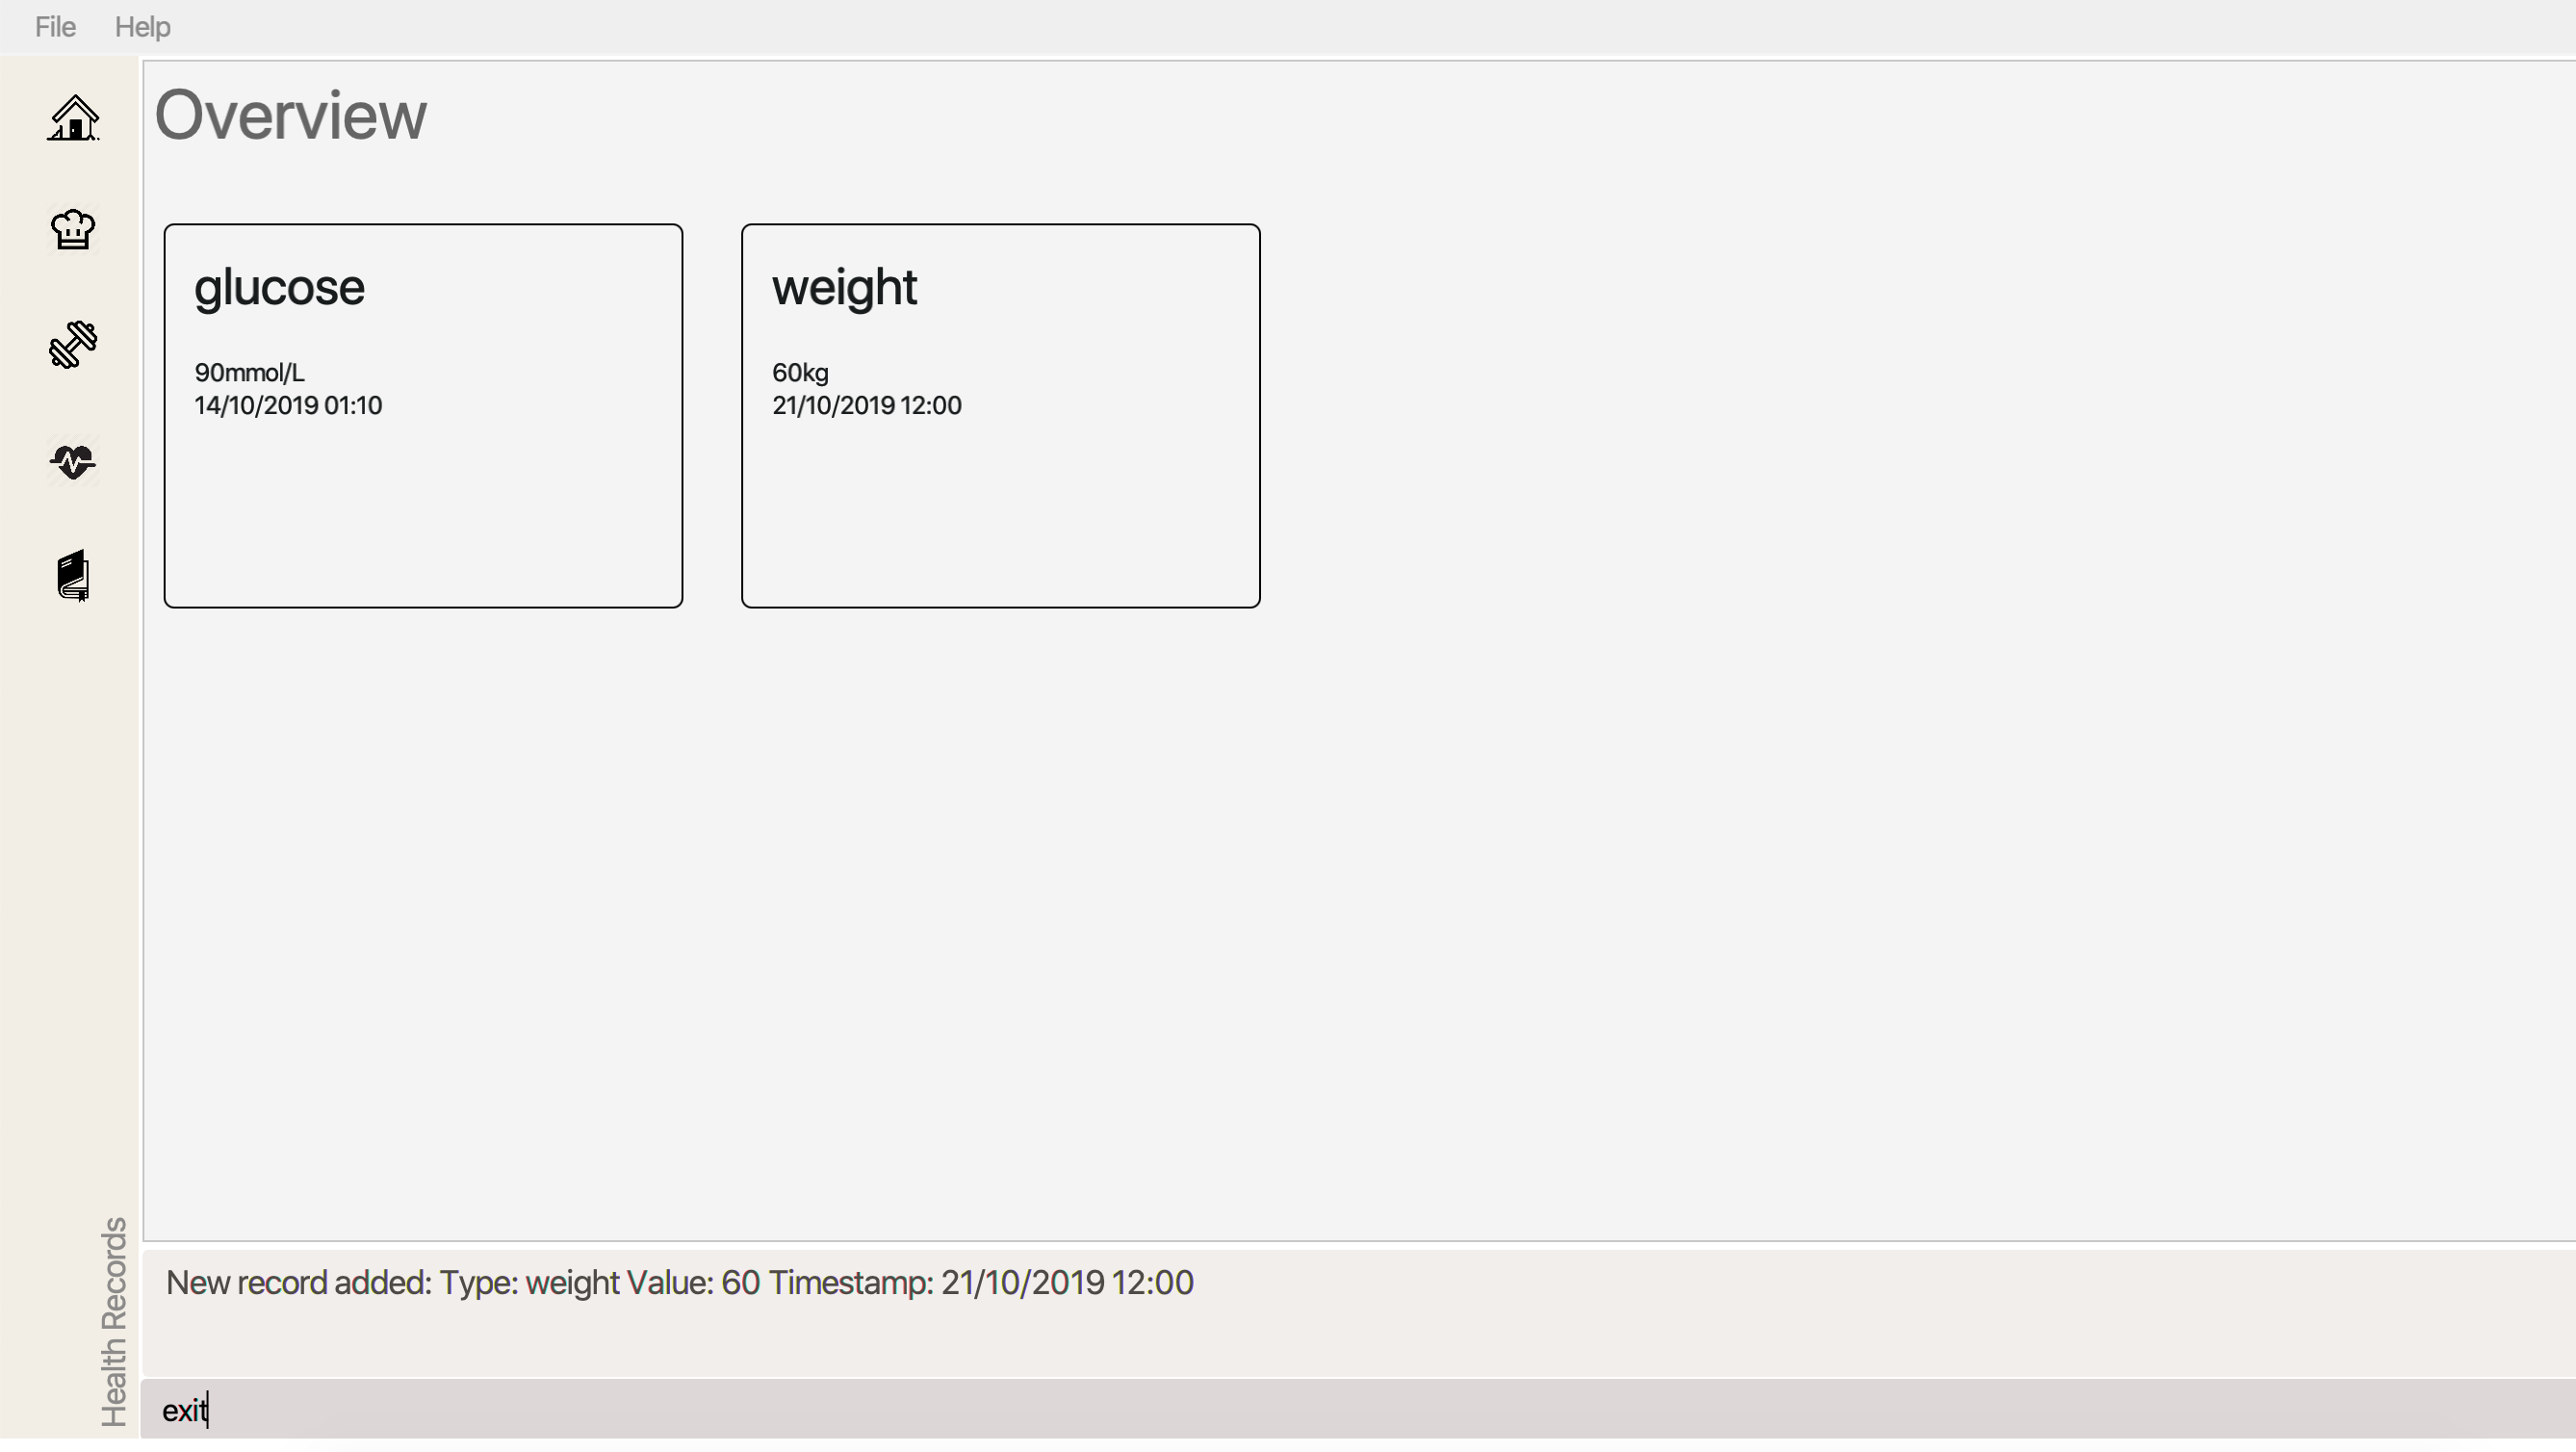 File Help
Overview
glucose
90mmol/L
14/10/2019 01:10
weight
60kg
21/10/2019 12:00
Health Records
New record added: Type: weight Value: 60 Timestamp: 21/10/2019 12:00
exit